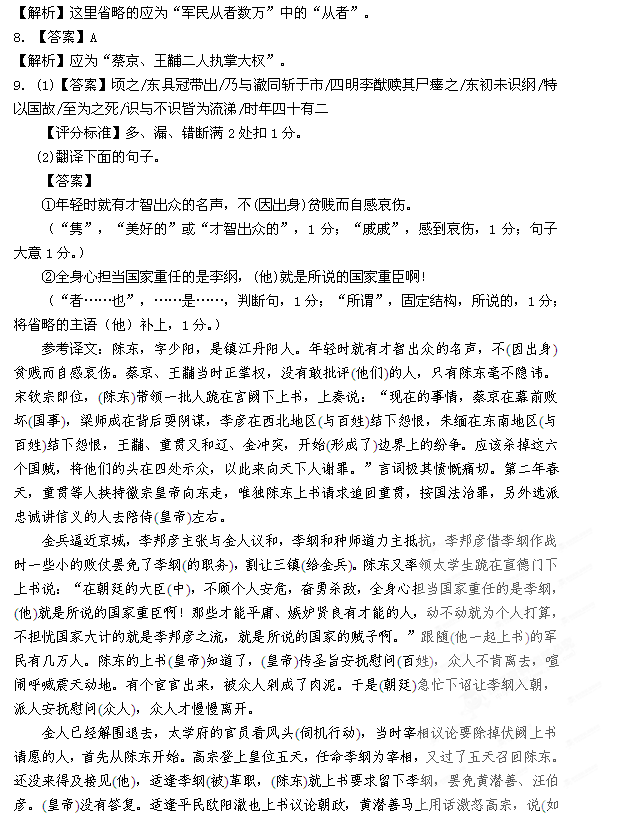 【解析】这里省略的应为“军民从者数万”中的“从者”。
8. 【答案】A
【解析】应为“蔡京、王黼二人执掌大权”。
9. (1)【答案】顷之/东具冠带出/乃与澈同斩于市/四明李猷赎其尸瘗之/东初未识纲/特
以国故/至为之死/识与不识皆为流涕/时年四十有二
【评分标准】多、漏、错断满2处扣1分。
(2)翻译下面的句子。
【答案】
①年轻时就有才智出众的名声，不(因出身)贫贱而自感哀伤。
(“隽”，“美好的”或“才智出众的”，1分；“戚戚”，感到哀伤，1分；句子
大意1分。)
②全身心担当国家重任的是李纲，(他)就是所说的国家重臣啊！
(“者……也”，……是……，判断句，1分；“所谓”，固定结构，所说的，1分；
将省略的主语（他）补上，1分。)
参考译文：陈东，字少阳，是镇江丹阳人。年轻时就有才智出众的名声，不(因出身)
贫贱而自感哀伤。蔡京、王黼当时正掌权，没有敢批评(他们)的人，只有陈东毫不隐讳。
宋钦宗即位，(陈东)带领一批人跪在宫阙下上书，上奏说：“现在的事情，蔡京在幕前败
坏(国事)，梁师成在背后耍阴谋，李彦在西北地区(与百姓)结下怨恨，朱缅在东南地区(与
百姓)结下怨恨，王黼、童贯又和辽、金冲突，开始(形成了)边界上的纷争。应该杀掉这六
个国贼，将他们的头在四处示众，以此来向天下人谢罪。”言词极其愤慨痛切。第二年春
天，童贯等人挟持徽宗皇帝向东走，唯独陈东上书请求追回童贯，按国法治罪，另外选派
忠诚讲信义的人去陪侍(皇帝)左右。
金兵逼近京城，李邦彦主张与金人议和，李纲和种师道力主抵抗，李邦彦借李纲作战
时一些小的败仗罢免了李纲(的职务)，割让三镇(给金兵)。陈东又率领太学生跪在宣德门下
上书说：“在朝廷的大臣(中)，不顾个人安危，奋勇杀敌，全身心担当国家重任的是李纲，
(他)就是所说的国家重臣啊！那些才能平庸、嫉妒贤良有才能的人，动不动就为个人打算，
不担忧国家大计的就是李邦彦之流，就是所说的国家的贼子啊。”跟随(他一起上书)的军
民有几万人。陈东的上书(皇帝)知道了，(皇帝)传圣旨安抚慰问(百姓)，众人不肯离去，喧
闹呼喊震天动地。有个宦官出来，被众人剁成了肉泥。于是(朝廷)急忙下诏让李纲入朝，
派人安抚慰问(众人)，众人才慢慢离开。
金人已经解围退去，太学府的官员看风头(伺机行动)，当时宰相议论要除掉伏阙上书
请愿的人，首先从陈东开始。高宗登上皇位五天，任命李纲为宰相，又过了五天召回陈东。
还没来得及接见(他)，适逢李纲(被)革职，(陈东)就上书要求留下李纲，罢免黄潜善、汪伯
彦。(皇帝)没有答复。适逢平民欧阳澈也上书议论朝政，黄潜善马上用话激怒高宗，说(如